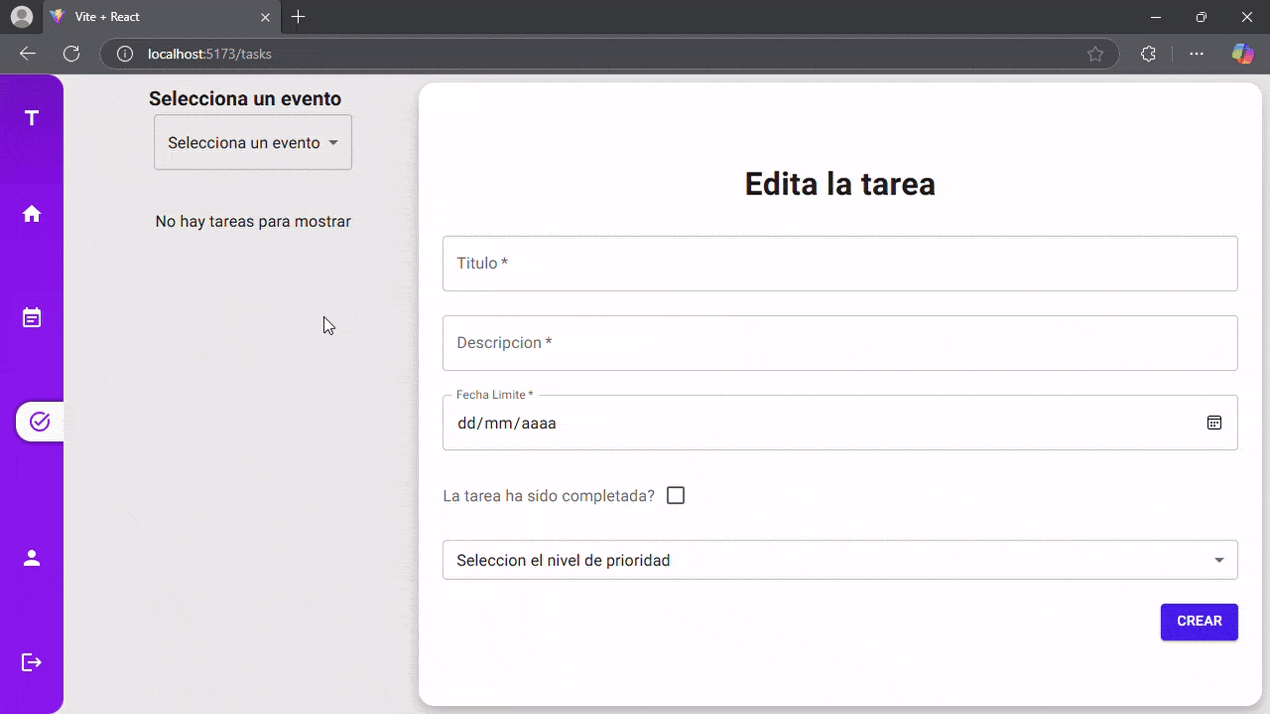 Vite + React
localhost:5173/tasks
T
Selecciona un evento
Selecciona un evento
No hay tareas para mostrar
Edita la tarea
Titulo *
Descripcion *
Fecha Limite *
dd/mm/aaaa
La tarea ha sido completada?
Seleccion el nivel de prioridad
CREAR